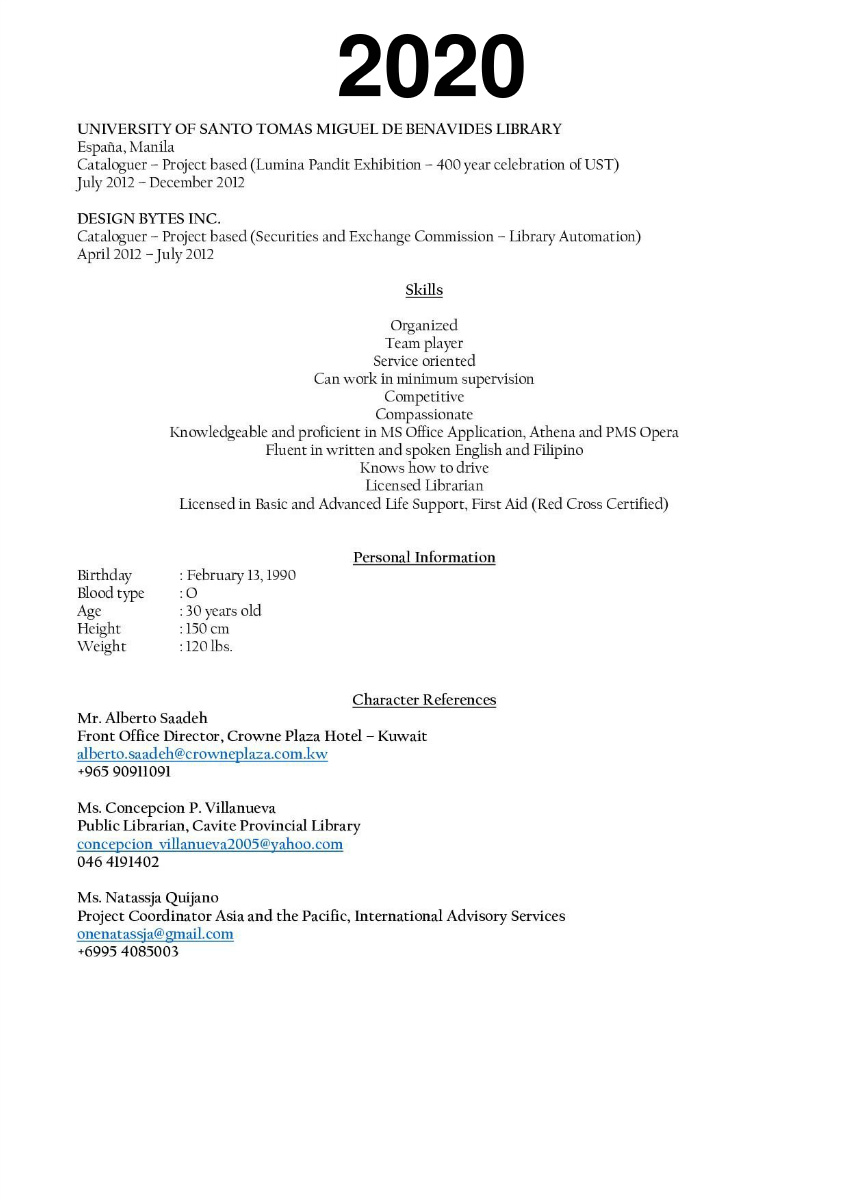 2020
UNIVERSITY OF SANTO TOMAS MIGUEL DE BENAVIDES LIBRARY
España, Manila
Cataloguer – Project based (Lumina Pandit Exhibition – 400 year celebration of UST)
July 2012 – December 2012
DESIGN BYTES INC.
Cataloguer – Project based (Securities and Exchange Commission – Library Automation)
April 2012 – July 2012
Skills
Organized
Team player
Service oriented
Can work in minimum supervision
Competitive
Compassionate
Knowledgeable and proficient in MS Office Application, Athena and PMS Opera
Fluent in written and spoken English and Filipino
Knows how to drive
Licensed Librarian
Licensed in Basic and Advanced Life Support, First Aid (Red Cross Certified)
Personal Information
Birthday : February 13, 1990
Blood type : O
Age : 30 years old
Height : 150 cm
Weight : 120 lbs.
Character References
Mr. Alberto Saadeh
Front Office Director, Crowne Plaza Hotel – Kuwait
alberto.saadeh@crowneplaza.com.kw
+965 90911091
Ms. Concepcion P. Villanueva
Public Librarian, Cavite Provincial Library
concepcion_villanueva2005@yahoo.com
046 4191402
Ms. Natassja Quijano
Project Coordinator Asia and the Pacific, International Advisory Services
onenatassja@gmail.com
+6995 4085003